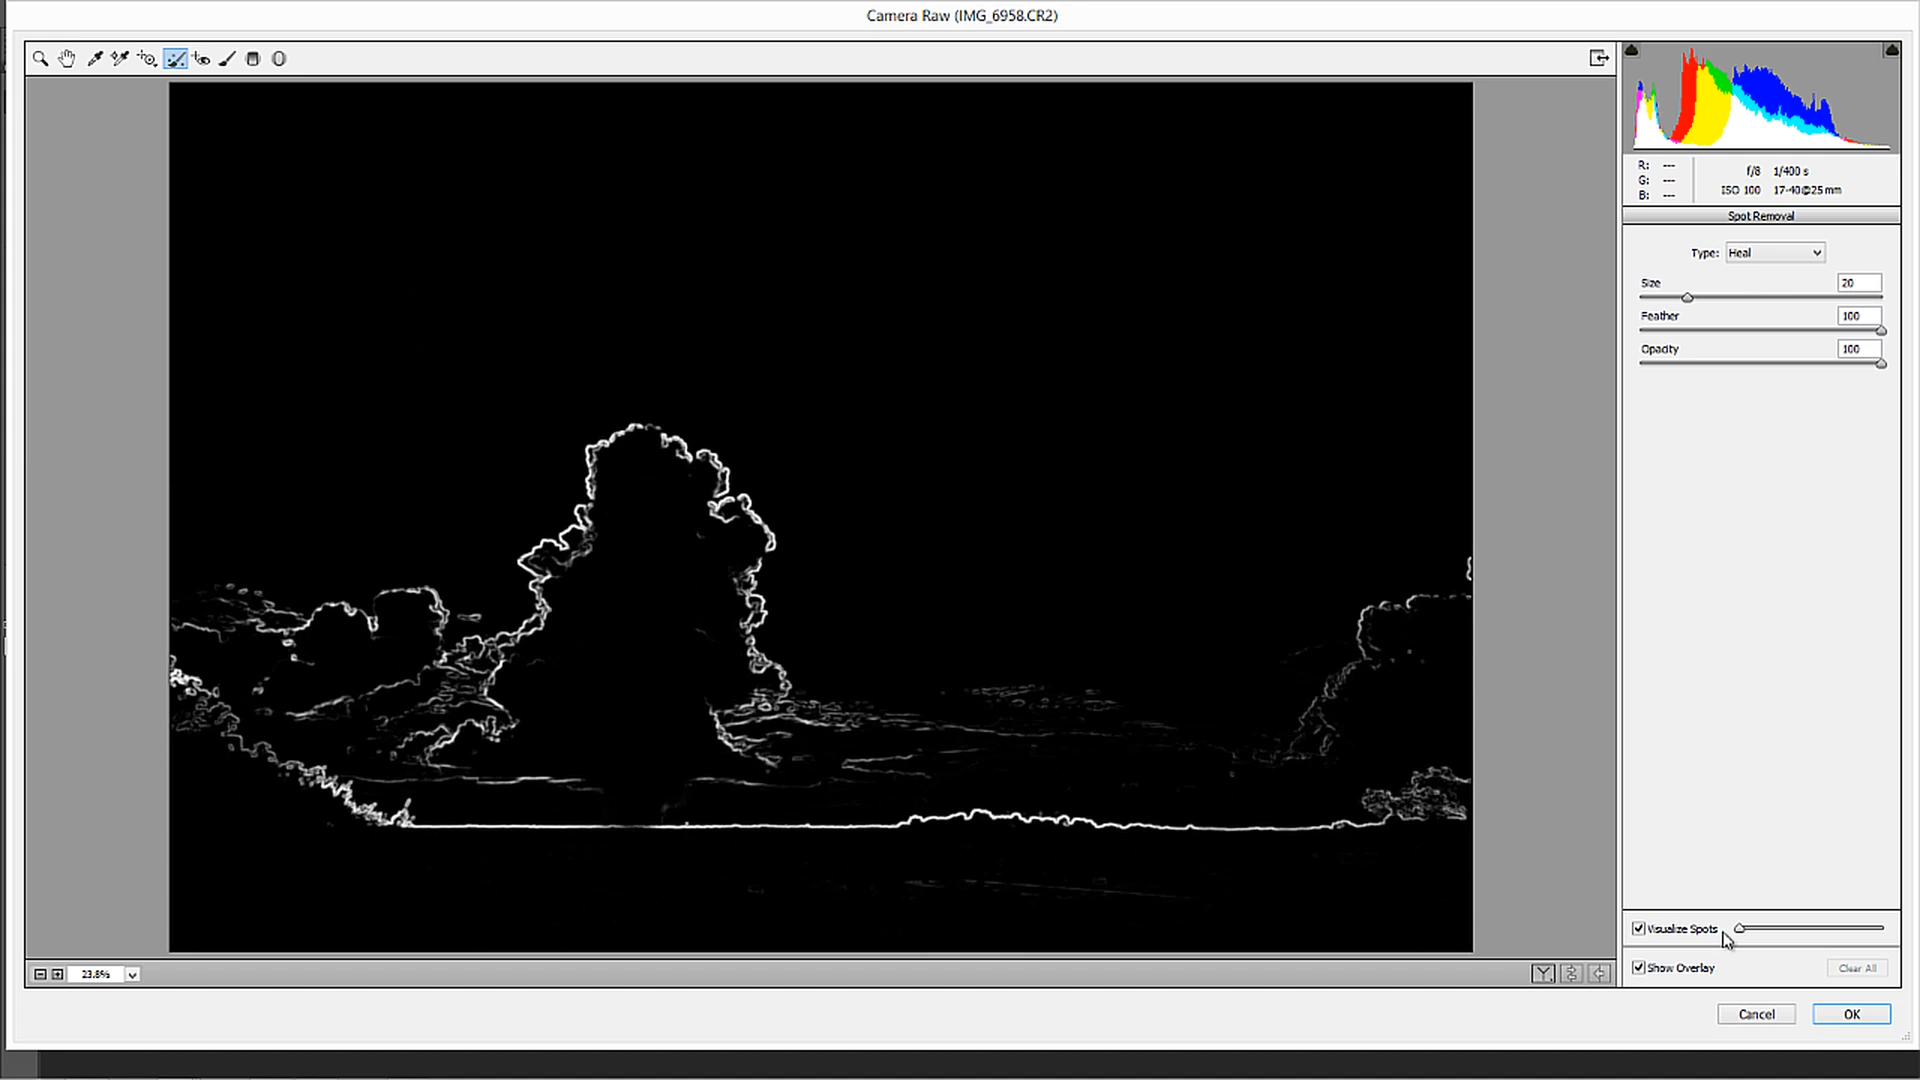 Camera Raw (IMG_6958.CR2)
R: ---
G: ---
B: ---
f/8 1/400 s
ISO 100 17-40@25 mm
Spot Removal
Type: Heal
Size 20
Feather 100
Opacity 100
Visualize Spots
23.8%
Show Overlay
Clear All
Cancel
OK